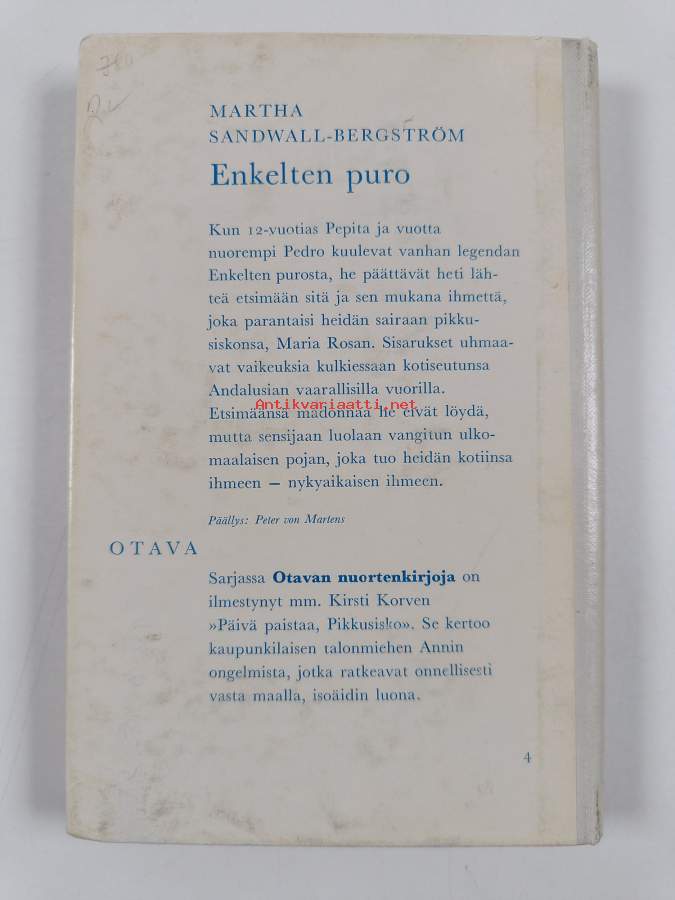 MARTHA
SANDWALL-BERGSTRÖM
Enkelten puro
Kun 12-vuotias Pepita ja vuotta
nuorempi Pedro kuulevat vanhan legendan
Enkelten purosta, he päättävät heti läh-
teä etsimään sitä ja sen mukana ihmettä,
joka parantaisi heidän sairaan pikku-
siskonsa, Maria Rosan. Sisarukset uhmaa-
vat vaikeuksia kulkiessaan kotiseutunsa
Andalusian vaarallisilla vuorilla.
Antikvariaatti.net
Etsimäänsä madonnaa he eivät löydä,
mutta sensijaan luolaan vangitun ulko-
maalaisen pojan, joka tuo heidän kotiinsa
ihmeen — nykyaikaisen ihmeen.
Päällys: Peter von Martens
OTAVA
Sarjassa Otavan nuortenkirjoja on
ilmestynyt mm. Kirsti Korven
»Päivä paistaa, Pikkusisko». Se kertoo
kaupunkilaisen talonmiehen Annin
ongelmista, jotka ratkeavat onnellisesti
vasta maalla, isoäidin luona.
4